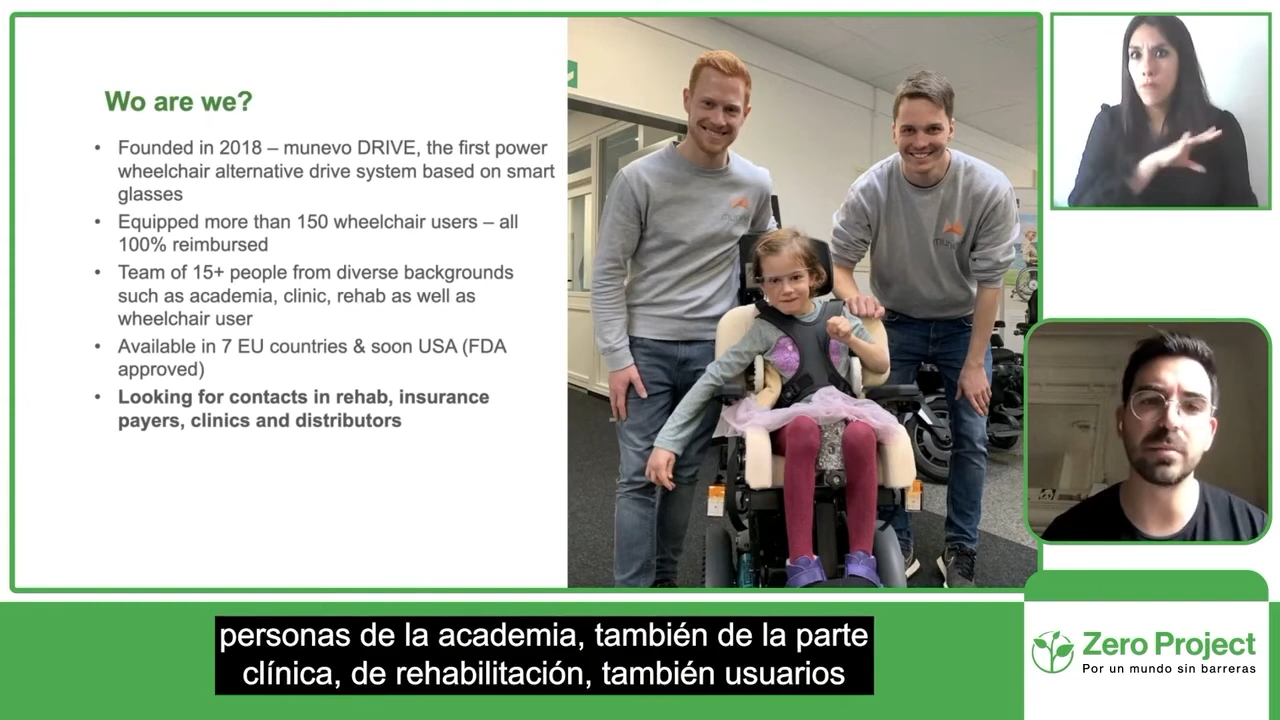 Wo are we?
• Founded in 2018 – munevo DRIVE, the first power
wheelchair alternative drive system based on smart
glasses
• Equipped more than 150 wheelchair users – all
100% reimbursed
• Team of 15+ people from diverse backgrounds
such as academia, clinic, rehab as well as
wheelchair user
• Available in 7 EU countries & soon USA (FDA
approved)
• Looking for contacts in rehab, insurance
payers, clinics and distributors
personas de la academia, también de la parte
clínica, de rehabilitación, también usuarios
Zero Project
Por un mundo sin barreras